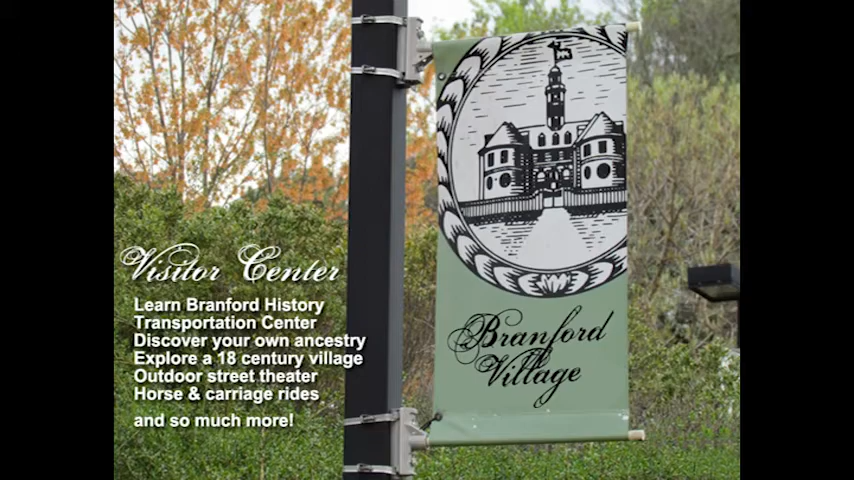 Visitor Center
Learn Branford History
Transportation Center
Discover your own ancestry
Explore a 18 century village
Outdoor street theater
Horse & carriage rides
and so much more!
Branford
Village